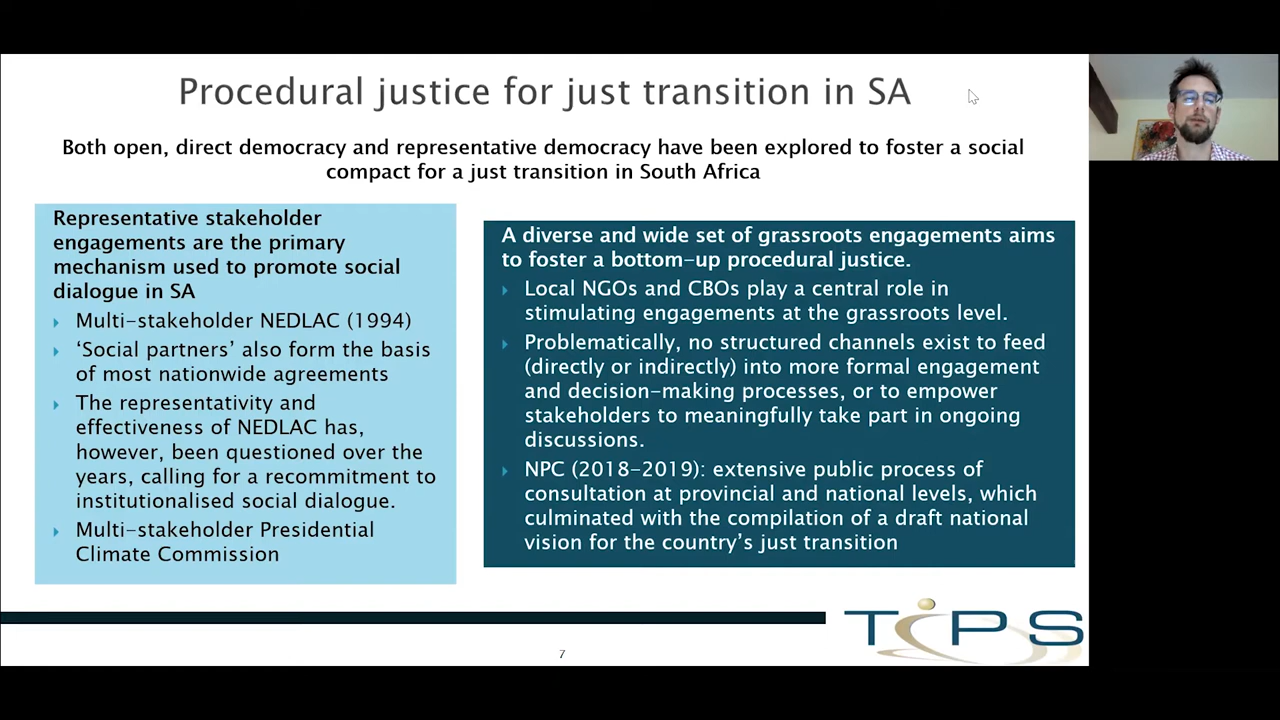 Procedural justice for just transition in SA
Both open, direct democracy and representative democracy have been explored to foster a social
compact for a just transition in South Africa
Representative stakeholder
engagements are the primary
mechanism used to promote social
dialogue in SA
Multi-stakeholder NEDLAC (1994)
‘Social partners’ also form the basis
of most nationwide agreements
The representativity and
effectiveness of NEDLAC has,
however, been questioned over the
years, calling for a recommitment to
institutionalised social dialogue.
Multi-stakeholder Presidential
Climate Commission
A diverse and wide set of grassroots engagements aims
to foster a bottom-up procedural justice.
Local NGOs and CBOs play a central role in
stimulating engagements at the grassroots level.
Problematically, no structured channels exist to feed
(directly or indirectly) into more formal engagement
and decision-making processes, or to empower
stakeholders to meaningfully take part in ongoing
discussions.
NPC (2018-2019): extensive public process of
consultation at provincial and national levels, which
culminated with the compilation of a draft national
vision for the country’s just transition
TIPS
7